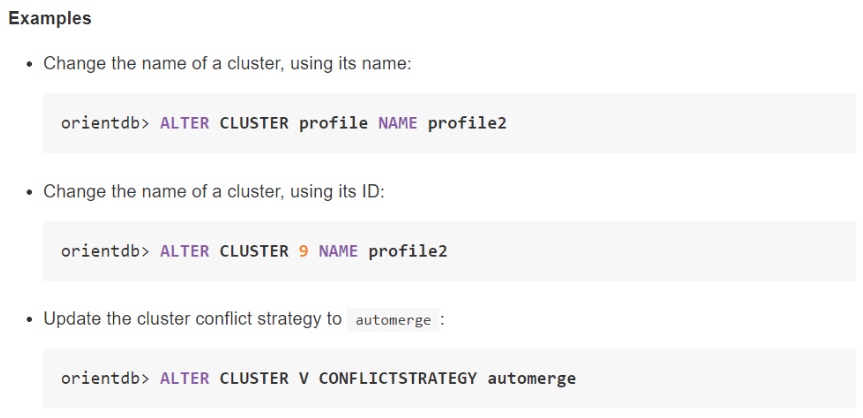 Examples
• Change the name of a cluster, using its name:
orientdb> ALTER CLUSTER profile NAME profile2
• Change the name of a cluster, using its ID:
orientdb> ALTER CLUSTER 9 NAME profile2
• Update the cluster conflict strategy to automerge :
orientdb> ALTER CLUSTER V CONFLICTSTRATEGY automerge